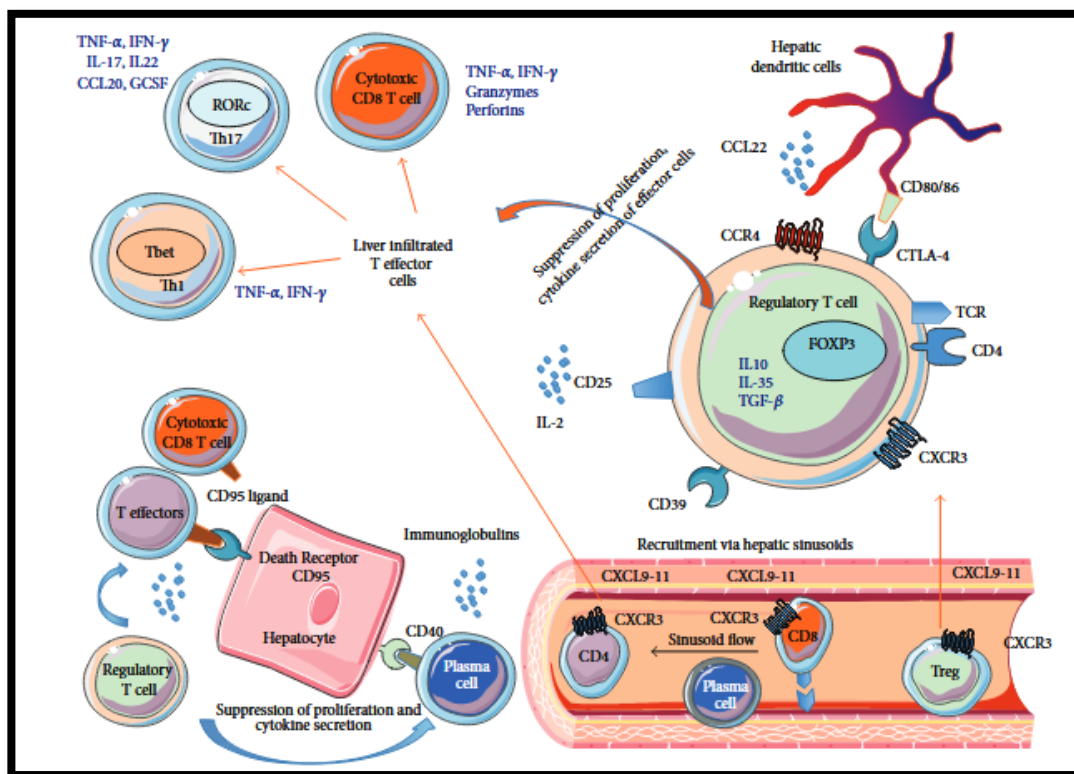 TNF-α, IFN-γ
IL-17, IL22
CCL20, GCSF
RORc
Th17
Cytotoxic
CD8 T cell
TNF-α, IFN-γ
Granzymes
Perforins
Hepatic
dendritic cells
CCL22
CD80/86
CCR4
CTLA-4
Suppression of proliferation,
cytokine secretion of effector cells
Tbet
Th1
TNF-α, IFN-γ
Liver infiltrated
T effector
cells
Regulatory T cell
FOXP3
IL10
IL-35
TGF-β
TCR
CD4
CD25
IL-2
CXCR3
CD39
Cytotoxic
CD8 T cell
CD95 ligand
T effectors
Death Receptor
CD95
Hepatocyte
Immunoglobulins
CD40
Plasma
cell
Regulatory
T cell
Suppression of proliferation and
cytokine secretion
Recruitment via hepatic sinusoids
CXCL9-11
CXCL9-11
CXCL9-11
CXCR3
CD4
Sinusoid flow
CXCR3
CD8
Plasma
cell
Treg
CXCR3